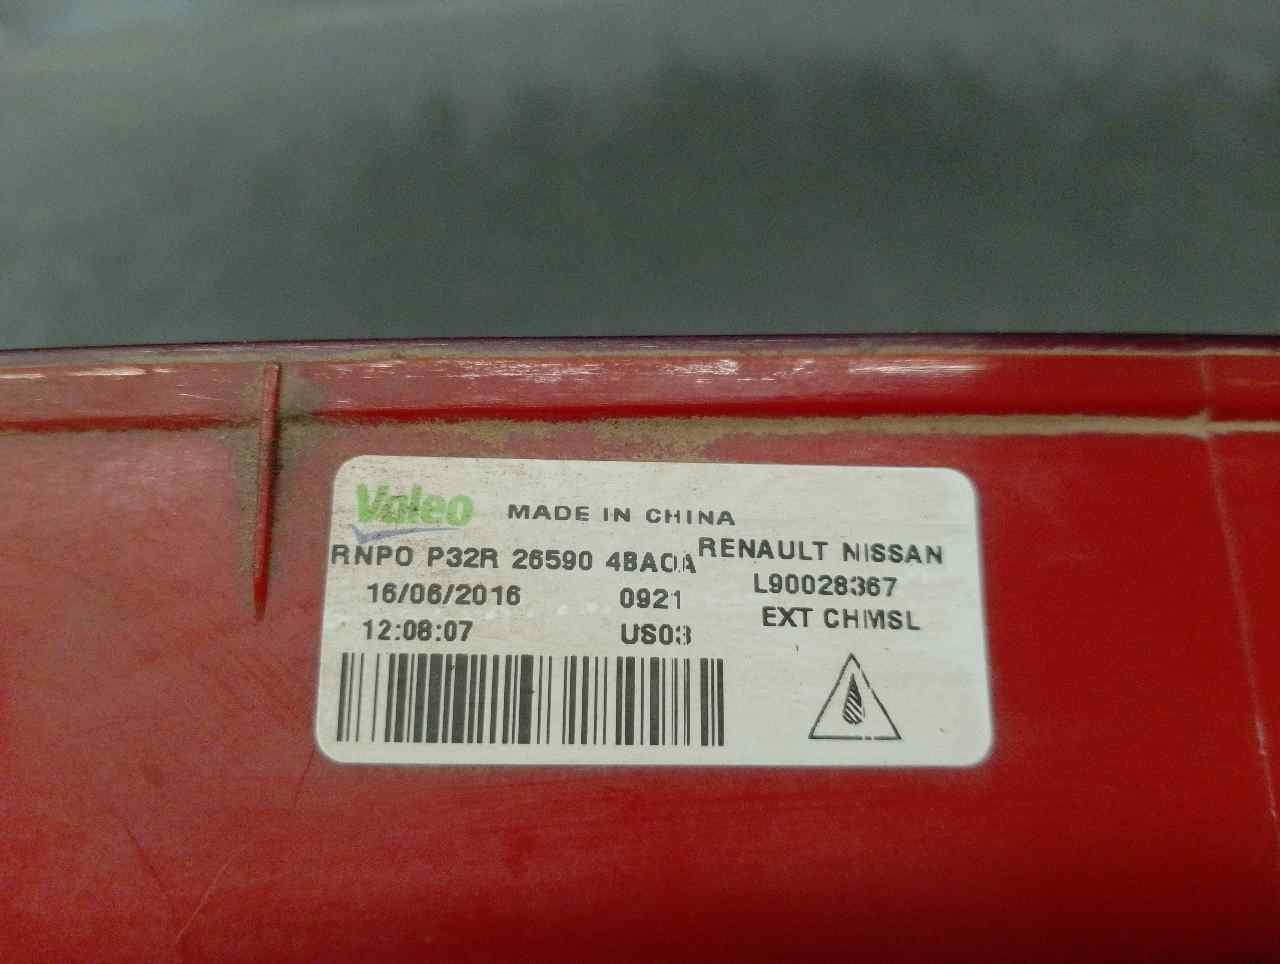 Valeo MADE IN CHINA
RNPO P32R 26590 4BA0A RENAULT NISSAN
16/06/2016 0921 L90028367
12:08:07 US03 EXT CHMSL